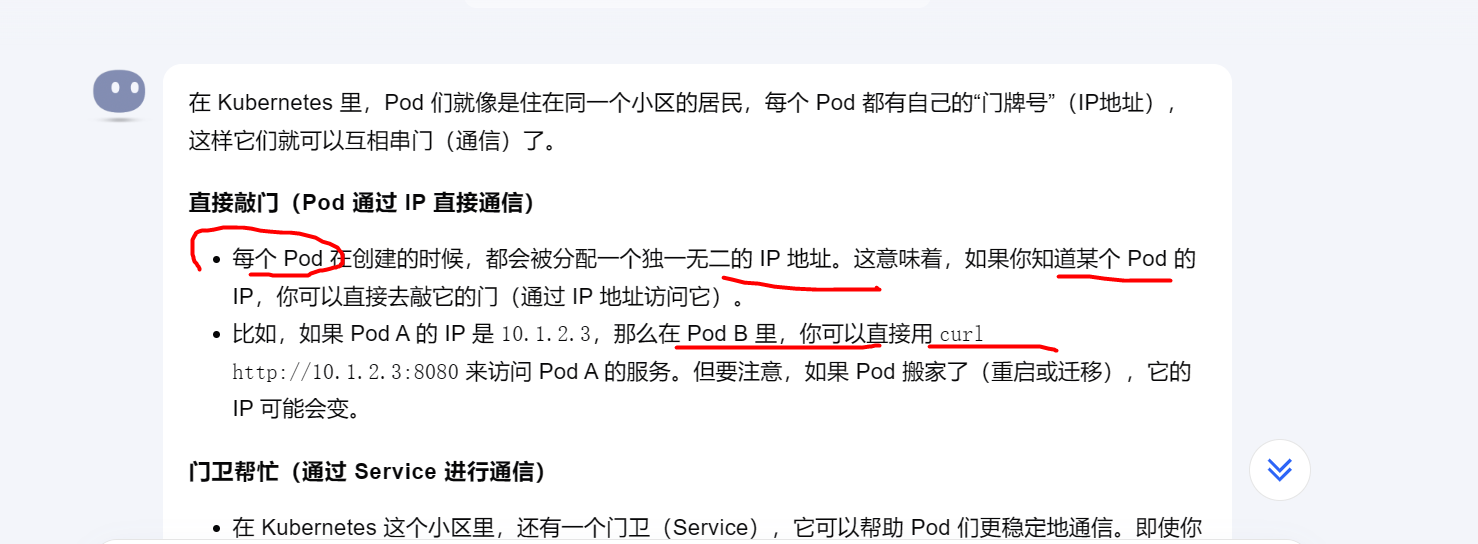 在 Kubernetes 里，Pod 们就像是住在同一个小区的居民，每个 Pod 都有自己的“门牌号”（IP地址），
这样它们就可以互相串门（通信）了。
直接敲门（Pod 通过 IP 直接通信）
• 每个 Pod 在创建的时候，都会被分配一个独一无二的 IP 地址。这意味着，如果你知道某个 Pod 的
IP，你可以直接去敲它的门（通过 IP 地址访问它）。
• 比如，如果 Pod A 的 IP 是 10.1.2.3，那么在 Pod B 里，你可以直接用 curl
http://10.1.2.3:8080 来访问 Pod A 的服务。但要注意，如果 Pod 搬家了（重启或迁移），它的
IP 可能会变。
门卫帮忙（通过 Service 进行通信）
• 在 Kubernetes 这个小区里，还有一个门卫（Service），它可以帮助 Pod 们更稳定地通信。即使你